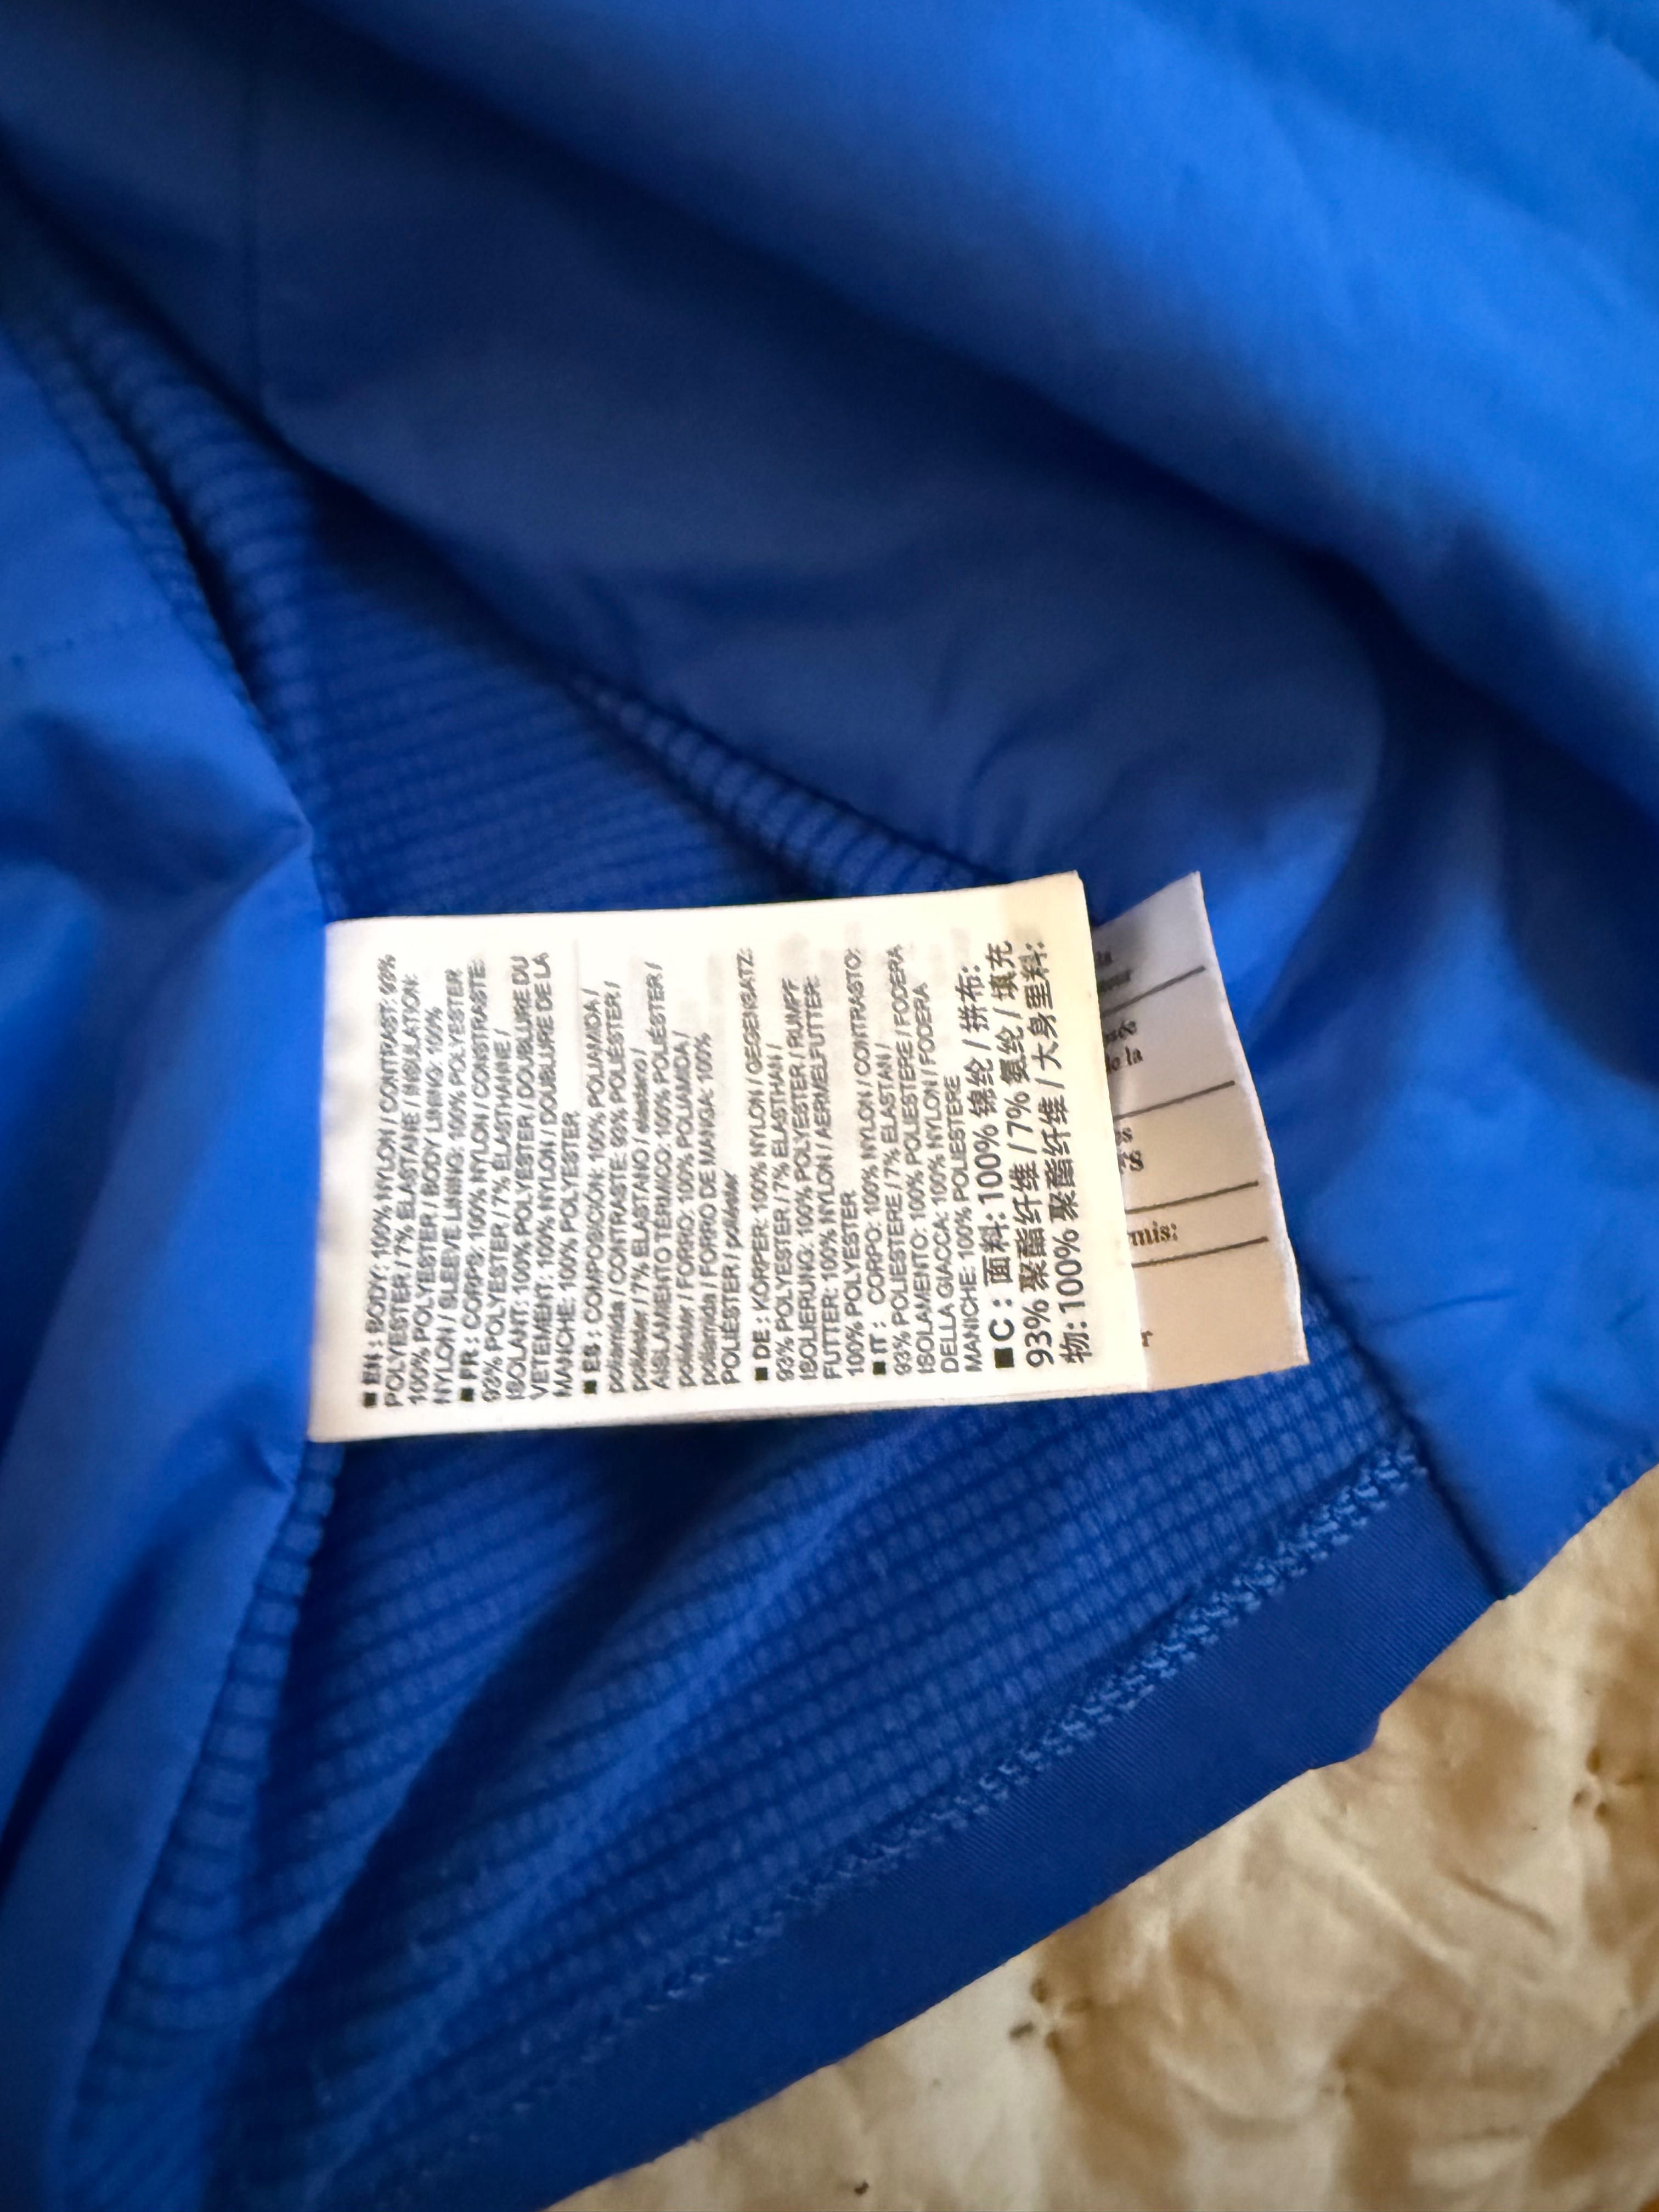 ■ EN : BODY: 100% NYLON / CONTRAST: 93%
POLYESTER / 7% ELASTANE / INSULATION:
100% POLYESTER / BODY LINING: 100%
NYLON / SLEEVE LINING: 100% POLYESTER
■ FR : CORPS: 100% NYLON / CONSTRASTE:
93% POLYESTER / 7% ÉLASTHANNE /
ISOLANT: 100% POLYESTER / DOUBLURE DU
VETEMENT: 100% NYLON / DOUBLURE DE LA
MANCHE: 100% POLYESTER
■ ES : COMPOSICIÓN: 100% POLIAMIDA /
poliamida / CONTRASTE: 93% POLIÉSTER /
poliéster / 7% ELASTANO / elastano /
AISLAMIENTO TÉRMICO: 100% POLIÉSTER /
poliéster / FORRO: 100% POLIAMIDA /
poliamida / FORRO DE MANGA: 100%
POLIÉSTER / poliéster
■ DE : KÖRPER: 100% NYLON / GEGENSATZ:
93% POLYESTER / 7% ELASTHAN /
ISOLIERUNG: 100% POLYESTER / RUMPF
FUTTER: 100% NYLON / AERMELFUTTER:
100% POLYESTER
■ IT : CORPO: 100% NYLON / CONTRASTO:
93% POLIESTERE / 7% ELASTAN /
ISOLAMENTO: 100% POLIESTERE / FODERA
DELLA GIACCA: 100% NYLON / FODERA
MANICHE: 100% POLIESTERE
■ C : 面料: 100% 锦纶 / 拼布:
93% 聚酯纤维 / 7% 氨纶 / 填充
物: 100% 聚酯纤维 / 大身里料:
la